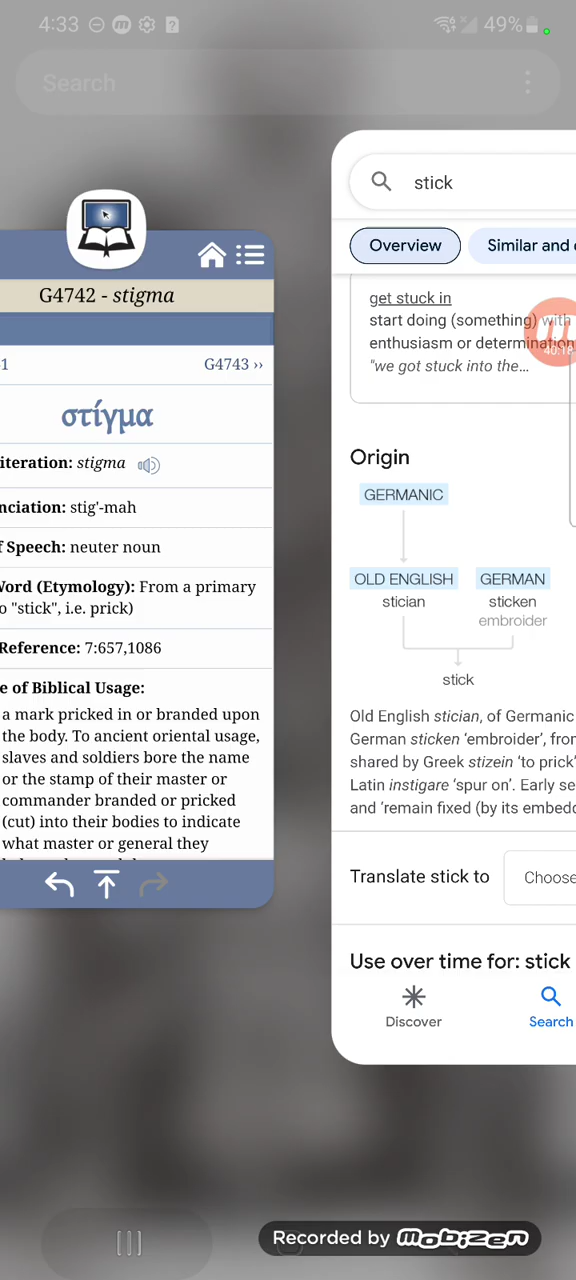 4:33
49%
Search
G4742 - stigma
G4743 ››
στίγμα
iteration: stigma
nciation: stig'-mah
f Speech: neuter noun
Word (Etymology): From a primary
o "stick", i.e. prick)
Reference: 7:657,1086
e of Biblical Usage:
a mark pricked in or branded upon
the body. To ancient oriental usage,
slaves and soldiers bore the name
or the stamp of their master or
commander branded or pricked
(cut) into their bodies to indicate
what master or general they
stick
Overview
Similar and
get stuck in
start doing (something) with
enthusiasm or determination
40:18
"we got stuck into the...
Origin
GERMANIC
OLD ENGLISH GERMAN
stician sticken
embroider
stick
Old English stician, of Germanic
German sticken ‘embroider’, from
shared by Greek stizein ‘to prick’
Latin instigare ‘spur on’. Early se
and ‘remain fixed (by its embedd
Translate stick to
Choose
Use over time for: stick
Discover
Search
Recorded by MOBIZEN